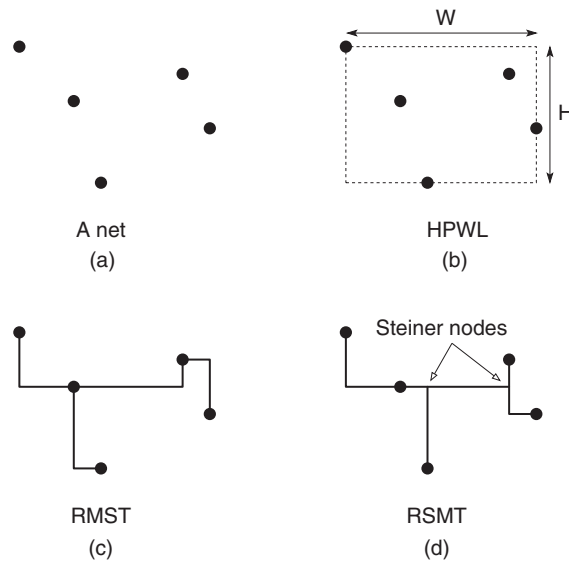 W
H
A net
(a)
HPWL
(b)
Steiner nodes
RMST
(c)
RSMT
(d)